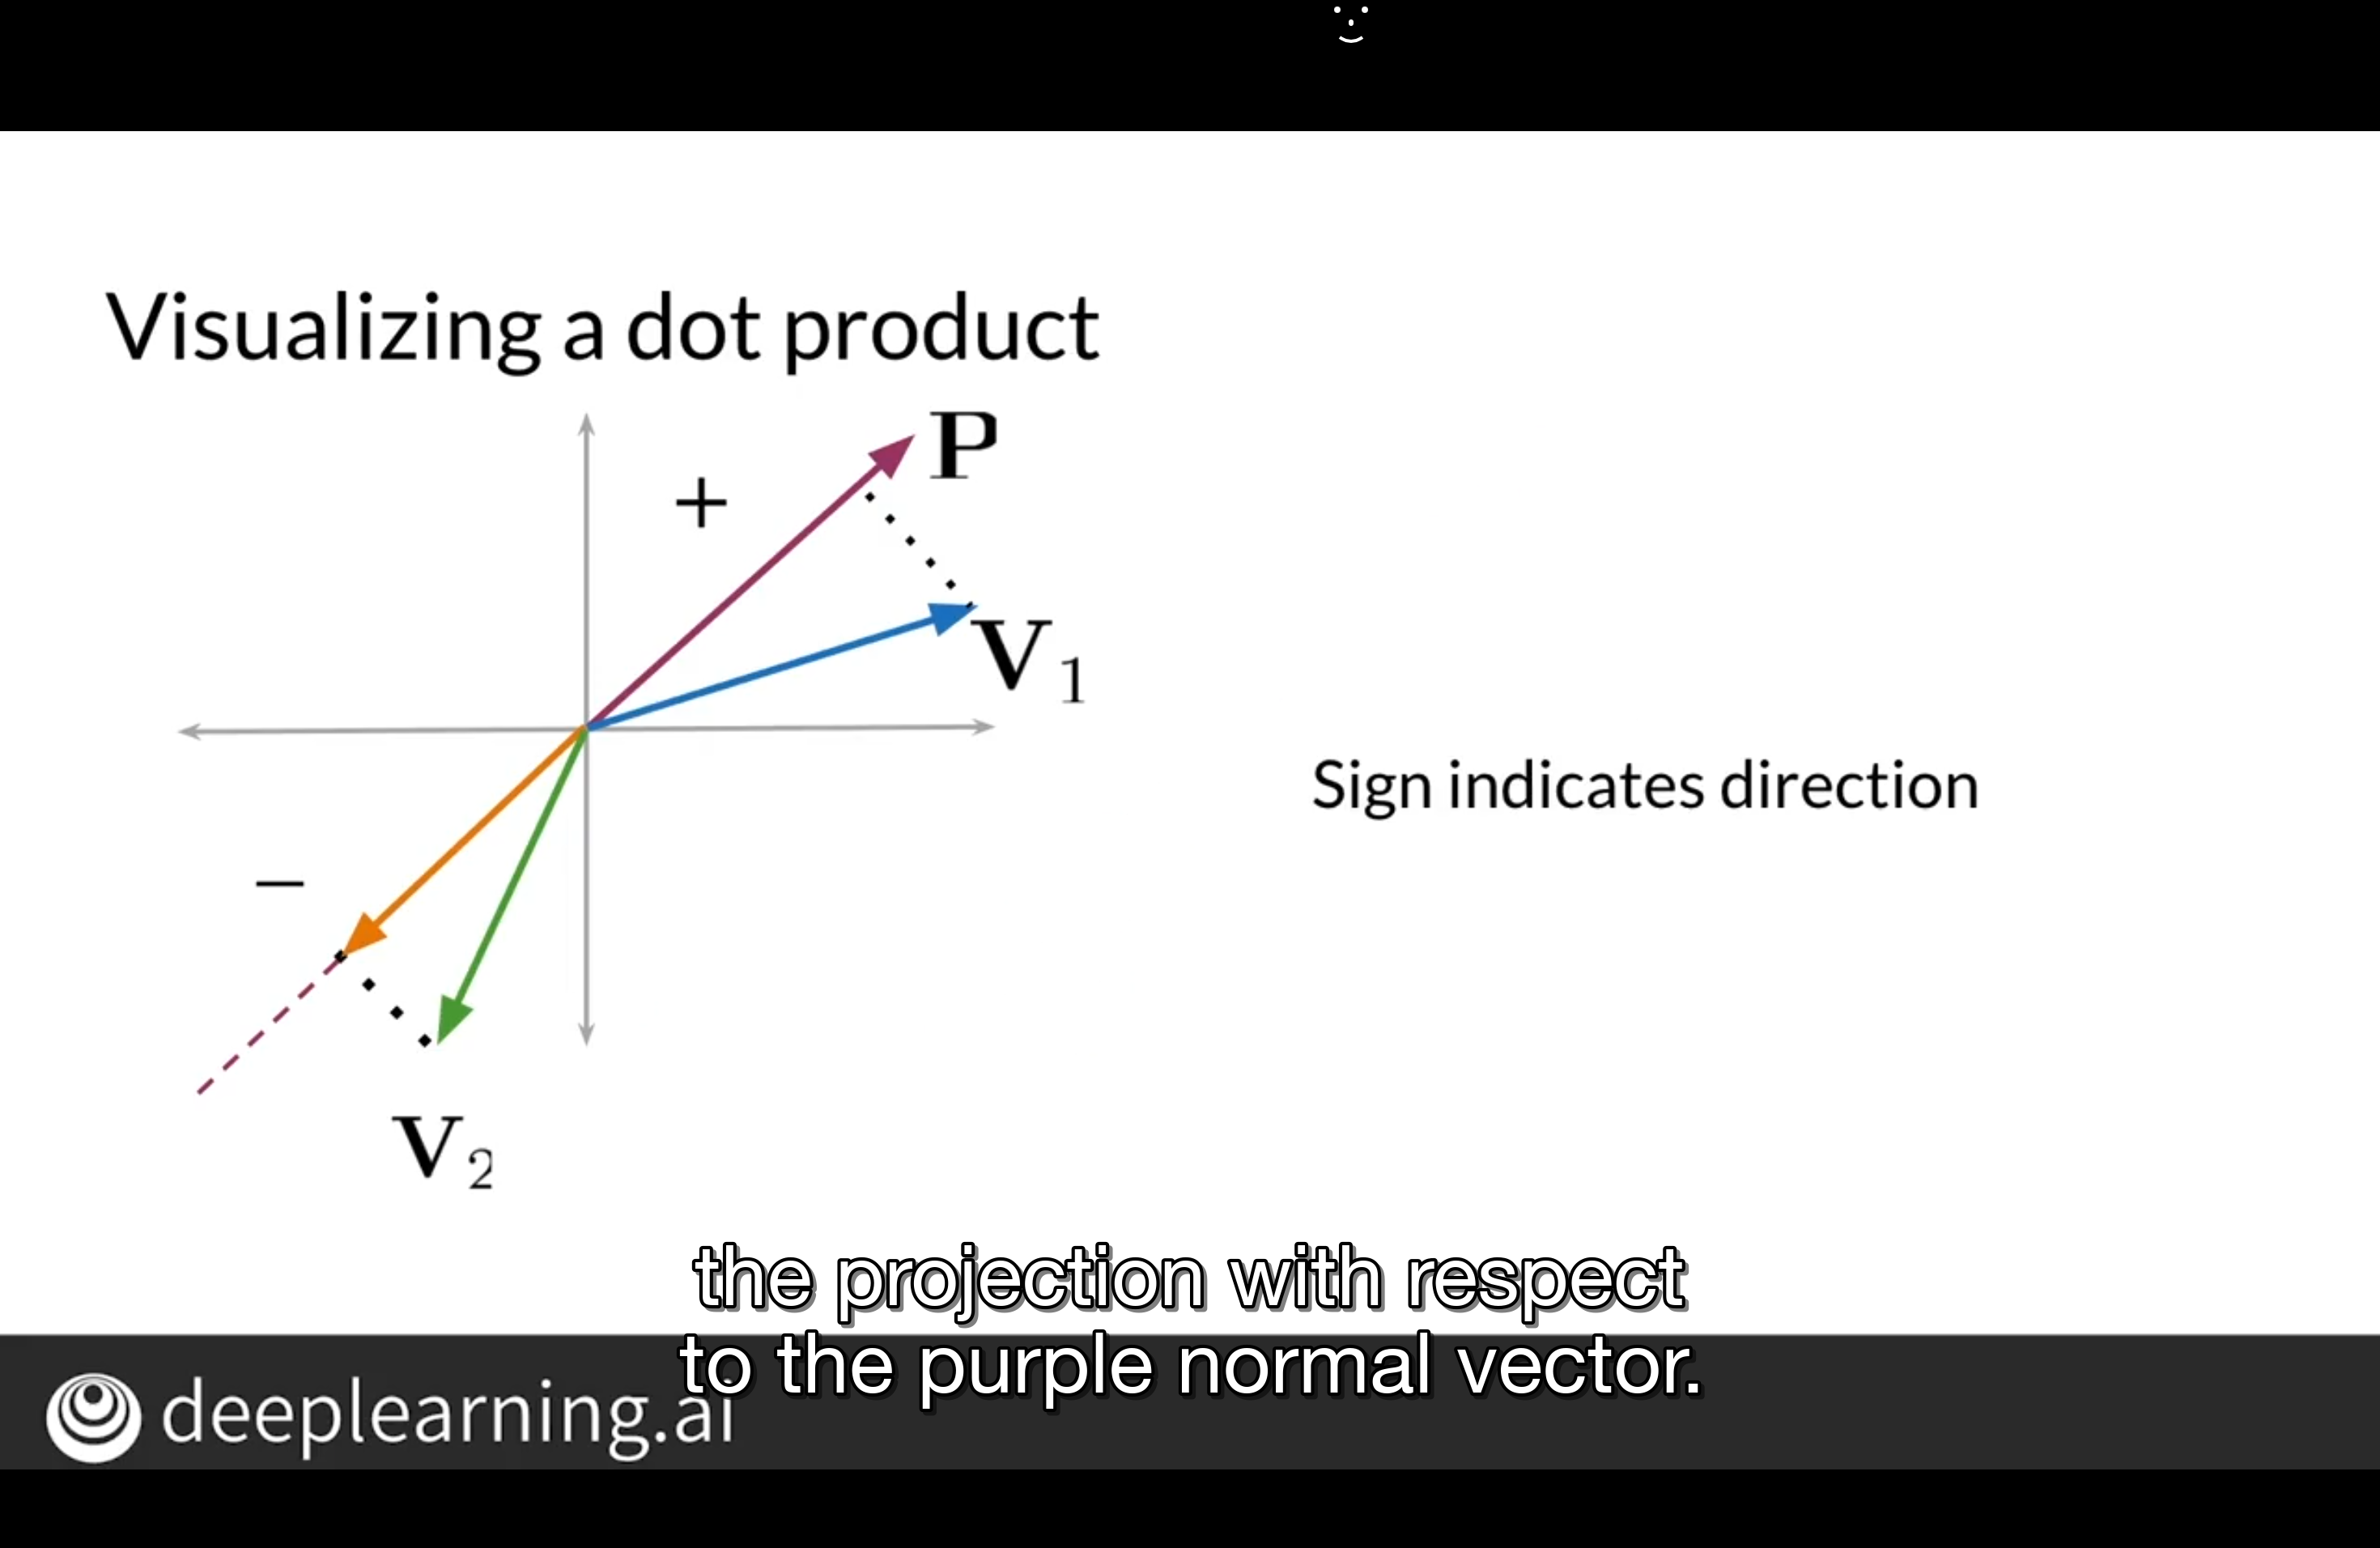 Visualizing a dot product
P
+
V₁
Sign indicates direction
−
V₂
the projection with respect
to the purple normal vector.
deeplearning.ai